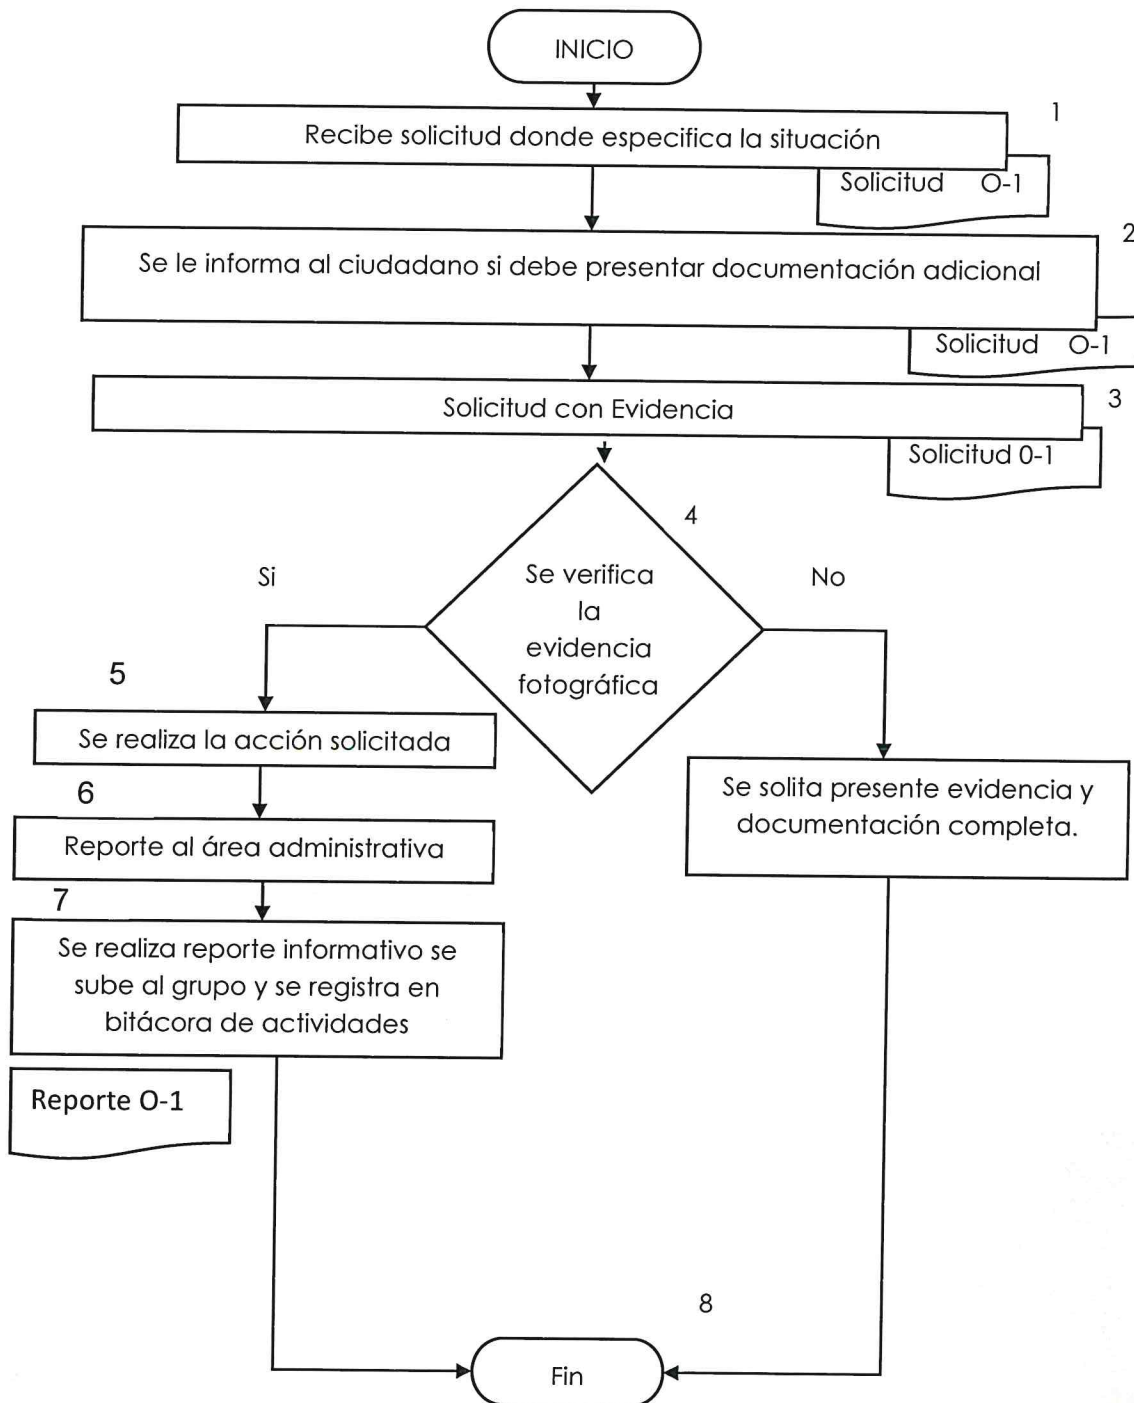 INICIO
1
Recibe solicitud donde especifica la situación
Solicitud O-1
2
Se le informa al ciudadano si debe presentar documentación adicional
Solicitud O-1
3
Solicitud con Evidencia
Solicitud 0-1
4
Si
No
Se verifica
la
evidencia
fotográfica
5
Se realiza la acción solicitada
Se solita presente evidencia y
documentación completa.
6
Reporte al área administrativa
7
Se realiza reporte informativo se
sube al grupo y se registra en
bitácora de actividades
Reporte O-1
8
Fin